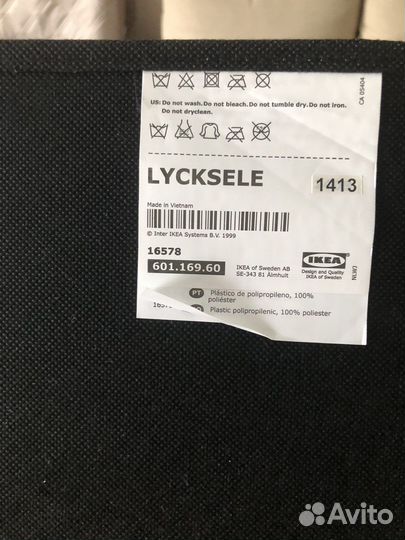 CA 05404
US: Do not wash. Do not bleach. Do not tumble dry. Do not iron.
Do not dryclean.
LYCKSELE
1413
Made in Vietnam
© Inter IKEA Systems B.V. 1999
16578
601.169.60
IKEA of Sweden AB
SE-343 81 Älmhult
IKEA
Design and Quality
IKEA of Sweden
PT Plástico de polipropileno, 100%
poliéster
Plastic polipropilenic, 100% poliester
Avito